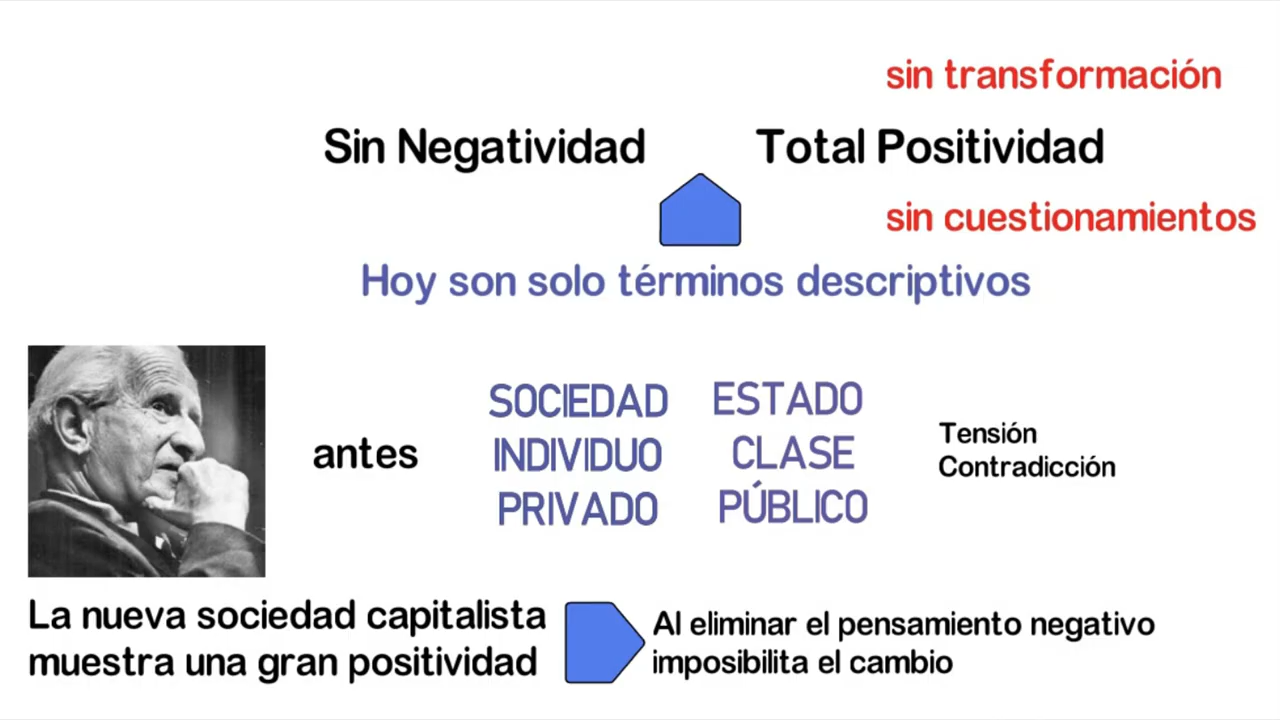 sin transformación
Sin Negatividad Total Positividad
sin cuestionamientos
Hoy son solo términos descriptivos
antes
SOCIEDAD ESTADO
INDIVIDUO CLASE
PRIVADO PÚBLICO
Tensión
Contradicción
La nueva sociedad capitalista
muestra una gran positividad
Al eliminar el pensamiento negativo
imposibilita el cambio